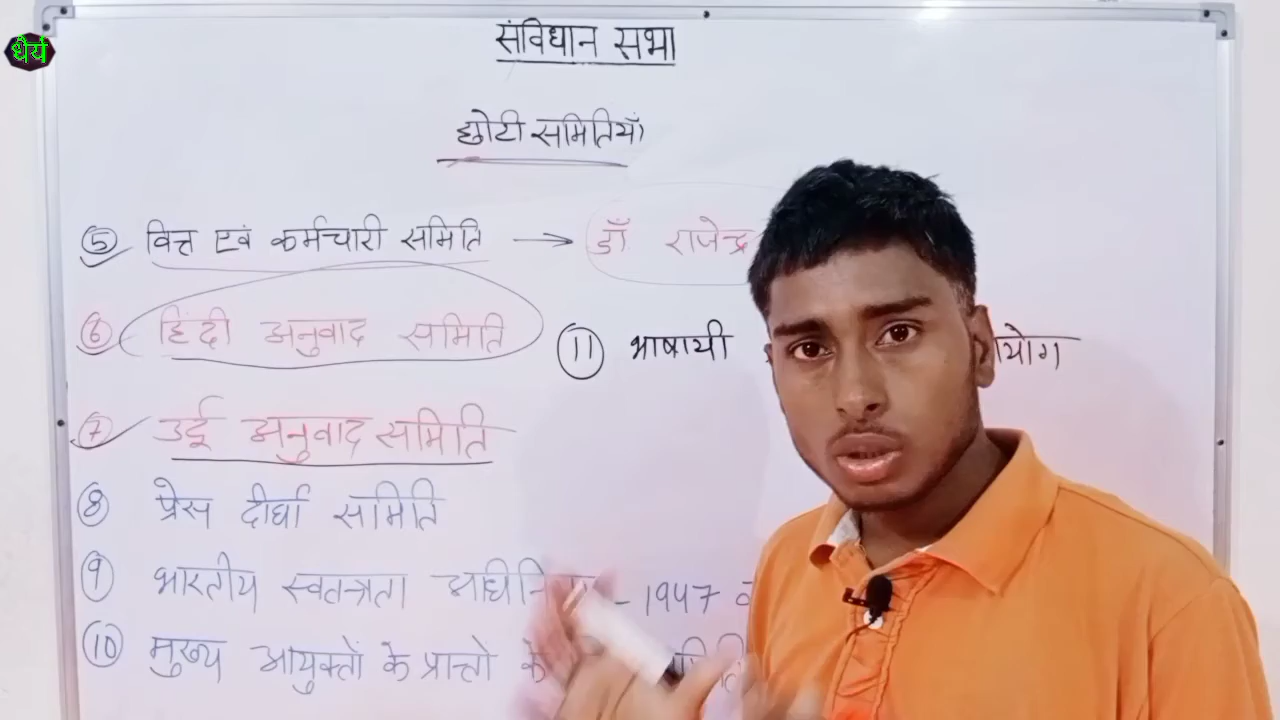 धैर्य
संविधान सभा
छोटी समितियाँ
5 वित्त एवं कर्मचारी समिति → डॉ राजेन्द्र
6 हिंदी अनुवाद समिति
11 भाषायी
7 उर्दू अनुवाद समिति
8 प्रेस दीर्घा समिति
9 भारतीय स्वतन्त्रता - 1947
10 मुख्य आयुक्तों के प्रान्तों के